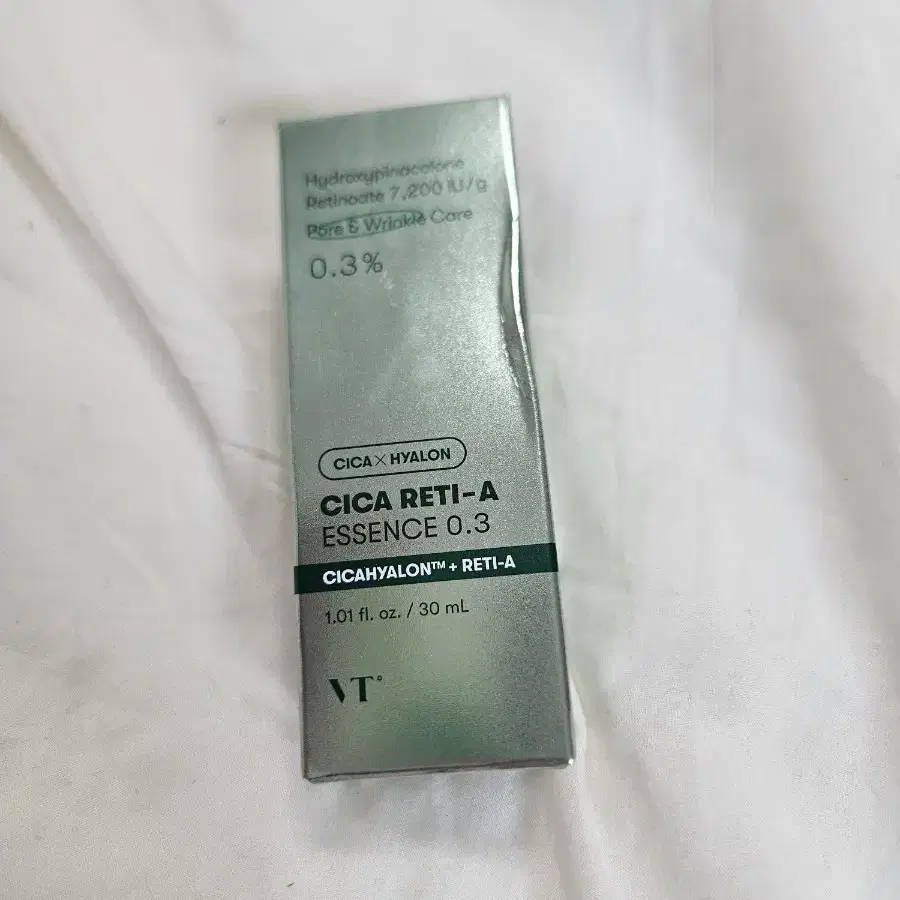 Hydroxypinacolone
Retinoate 7,200 IU/g
Pore & Wrinkle Care
0.3%
CICA×HYALON
CICA RETI-A
ESSENCE 0.3
CICAHYALON™ + RETI-A
1.01 fl. oz. / 30 mL
VT